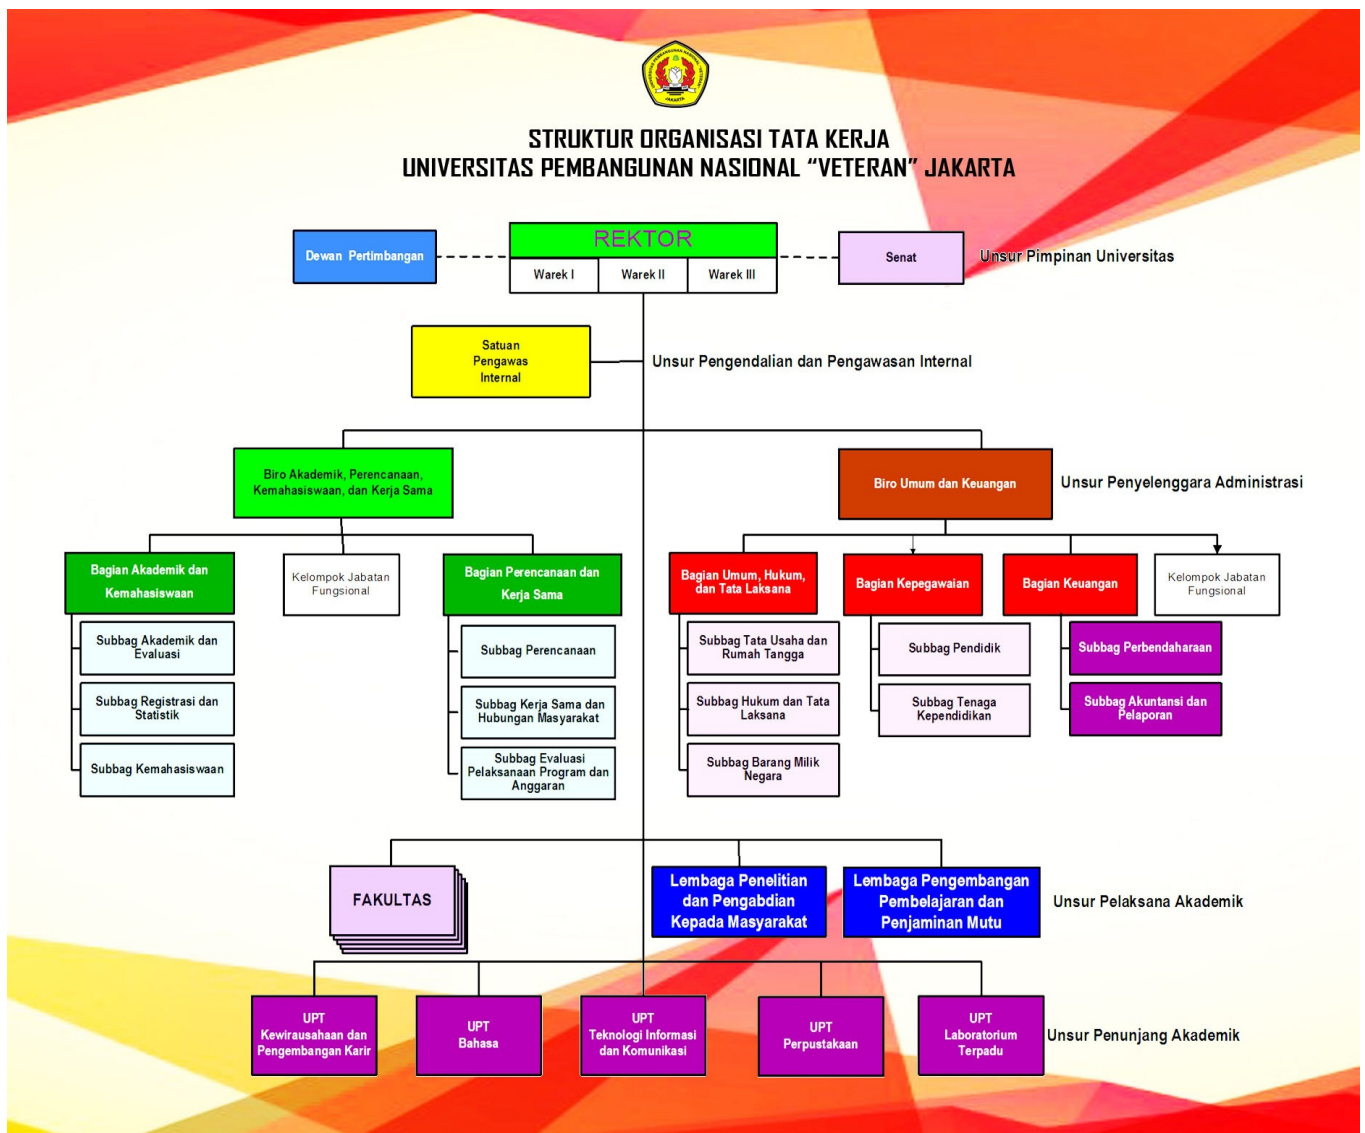 UNIVERSITAS PEMBANGUNAN NASIONAL "VETERAN"
JAKARTA
STRUKTUR ORGANISASI TATA KERJA
UNIVERSITAS PEMBANGUNAN NASIONAL “VETERAN” JAKARTA
Dewan Pertimbangan
REKTOR
Warek I
Warek II
Warek III
Senat
Unsur Pimpinan Universitas
Satuan
Pengawas
Internal
Unsur Pengendalian dan Pengawasan Internal
Biro Akademik, Perencanaan,
Kemahasiswaan, dan Kerja Sama
Biro Umum dan Keuangan
Unsur Penyelenggara Administrasi
Bagian Akademik dan
Kemahasiswaan
Kelompok Jabatan
Fungsional
Bagian Perencanaan dan
Kerja Sama
Bagian Umum, Hukum,
dan Tata Laksana
Bagian Kepegawaian
Bagian Keuangan
Kelompok Jabatan
Fungsional
Subbag Akademik dan
Evaluasi
Subbag Registrasi dan
Statistik
Subbag Kemahasiswaan
Subbag Perencanaan
Subbag Kerja Sama dan
Hubungan Masyarakat
Subbag Evaluasi
Pelaksanaan Program dan
Anggaran
Subbag Tata Usaha dan
Rumah Tangga
Subbag Hukum dan Tata
Laksana
Subbag Barang Milik
Negara
Subbag Pendidik
Subbag Tenaga
Kependidikan
Subbag Perbendaharaan
Subbag Akuntansi dan
Pelaporan
FAKULTAS
Lembaga Penelitian
dan Pengabdian
Kepada Masyarakat
Lembaga Pengembangan
Pembelajaran dan
Penjaminan Mutu
Unsur Pelaksana Akademik
UPT
Kewirausahaan dan
Pengembangan Karir
UPT
Bahasa
UPT
Teknologi Informasi
dan Komunikasi
UPT
Perpustakaan
UPT
Laboratorium
Terpadu
Unsur Penunjang Akademik